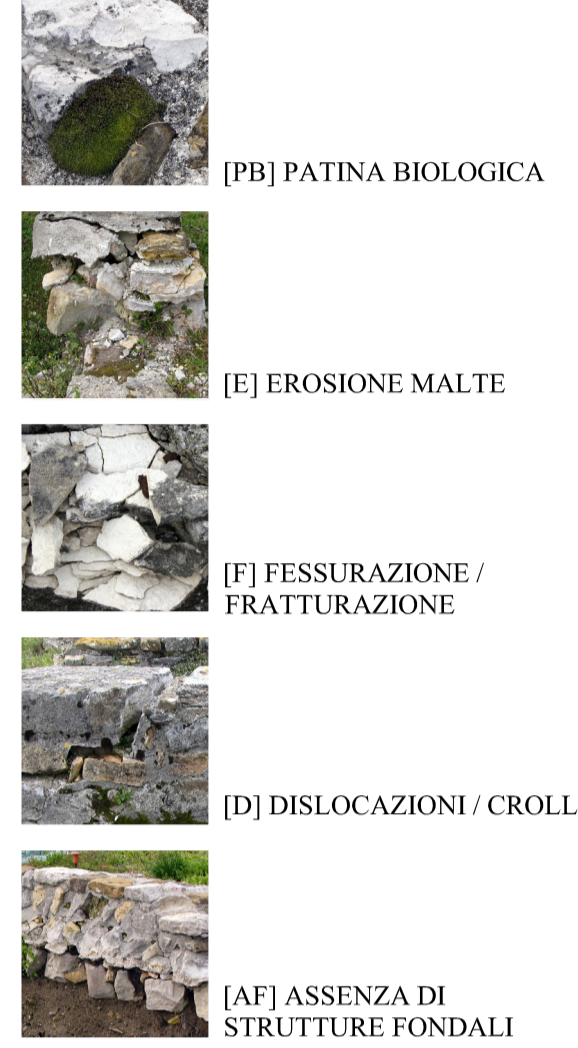 [PB] PATINA BIOLOGICA
[E] EROSIONE MALTE
[F] FESSURAZIONE /
FRATTURAZIONE
[D] DISLOCAZIONI / CROLL
[AF] ASSENZA DI
STRUTTURE FONDALI